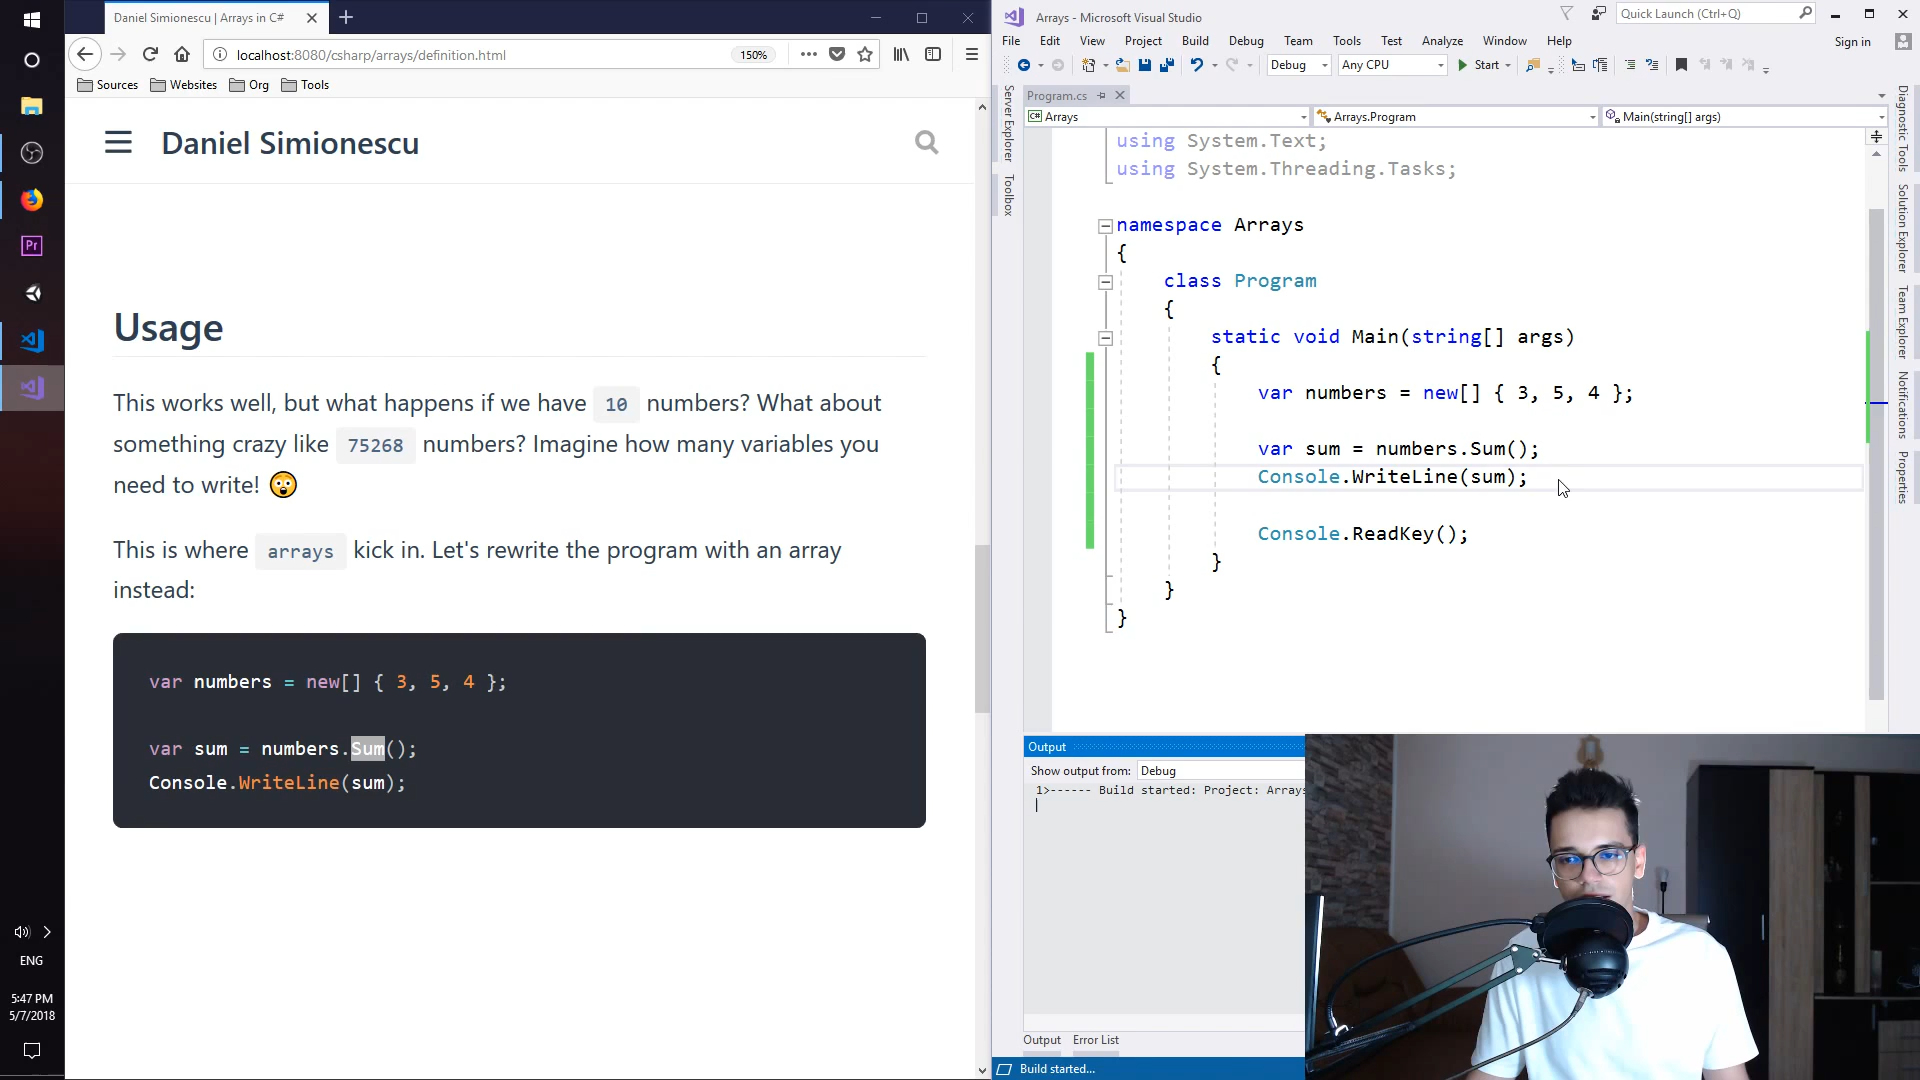 Daniel Simionescu | Arrays in C#
localhost:8080/csharp/arrays/definition.html
150%
Sources
Websites
Org
Tools
Daniel Simionescu
Usage
This works well, but what happens if we have 10 numbers? What about
something crazy like 75268 numbers? Imagine how many variables you
need to write! 😲
This is where arrays kick in. Let's rewrite the program with an array
instead:
var numbers = new[] { 3, 5, 4 };
var sum = numbers.Sum();
Console.WriteLine(sum);
Pr
ENG
5:47 PM
5/7/2018
Arrays - Microsoft Visual Studio
Quick Launch (Ctrl+Q)
File Edit View Project Build Debug Team Tools Test Analyze Window Help
Sign in
Debug
Any CPU
Start
Server Explorer
Toolbox
Program.cs
C# Arrays
Arrays.Program
Main(string[] args)
using System.Text;
using System.Threading.Tasks;
namespace Arrays
{
class Program
{
static void Main(string[] args)
{
var numbers = new[] { 3, 5, 4 };
var sum = numbers.Sum();
Console.WriteLine(sum);
Console.ReadKey();
}
}
}
Diagnostic Tools
Solution Explorer
Team Explorer
Notifications
Properties
Output
Show output from: Debug
1>------ Build started: Project: Arrays
Output
Error List
Build started...